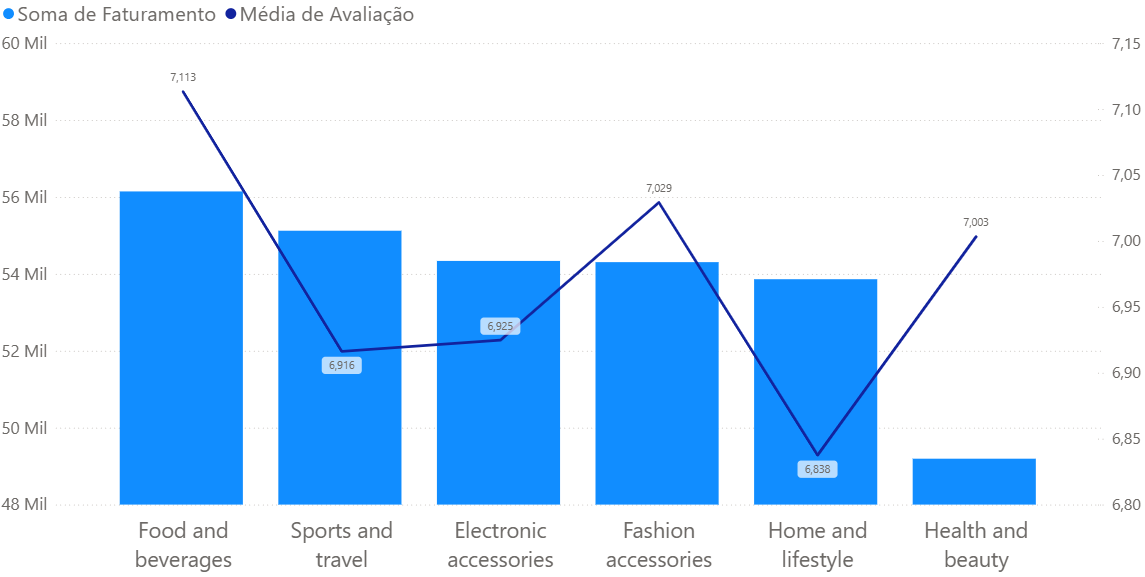 Soma de Faturamento Média de Avaliação
60 Mil 7,15
7,113
7,10
58 Mil
7,05
56 Mil
7,029
7,003
7,00
54 Mil
6,95
6,925
52 Mil
6,916
6,90
50 Mil
6,85
6,838
48 Mil 6,80
Food and Sports and Electronic Fashion Home and Health and
beverages travel accessories accessories lifestyle beauty